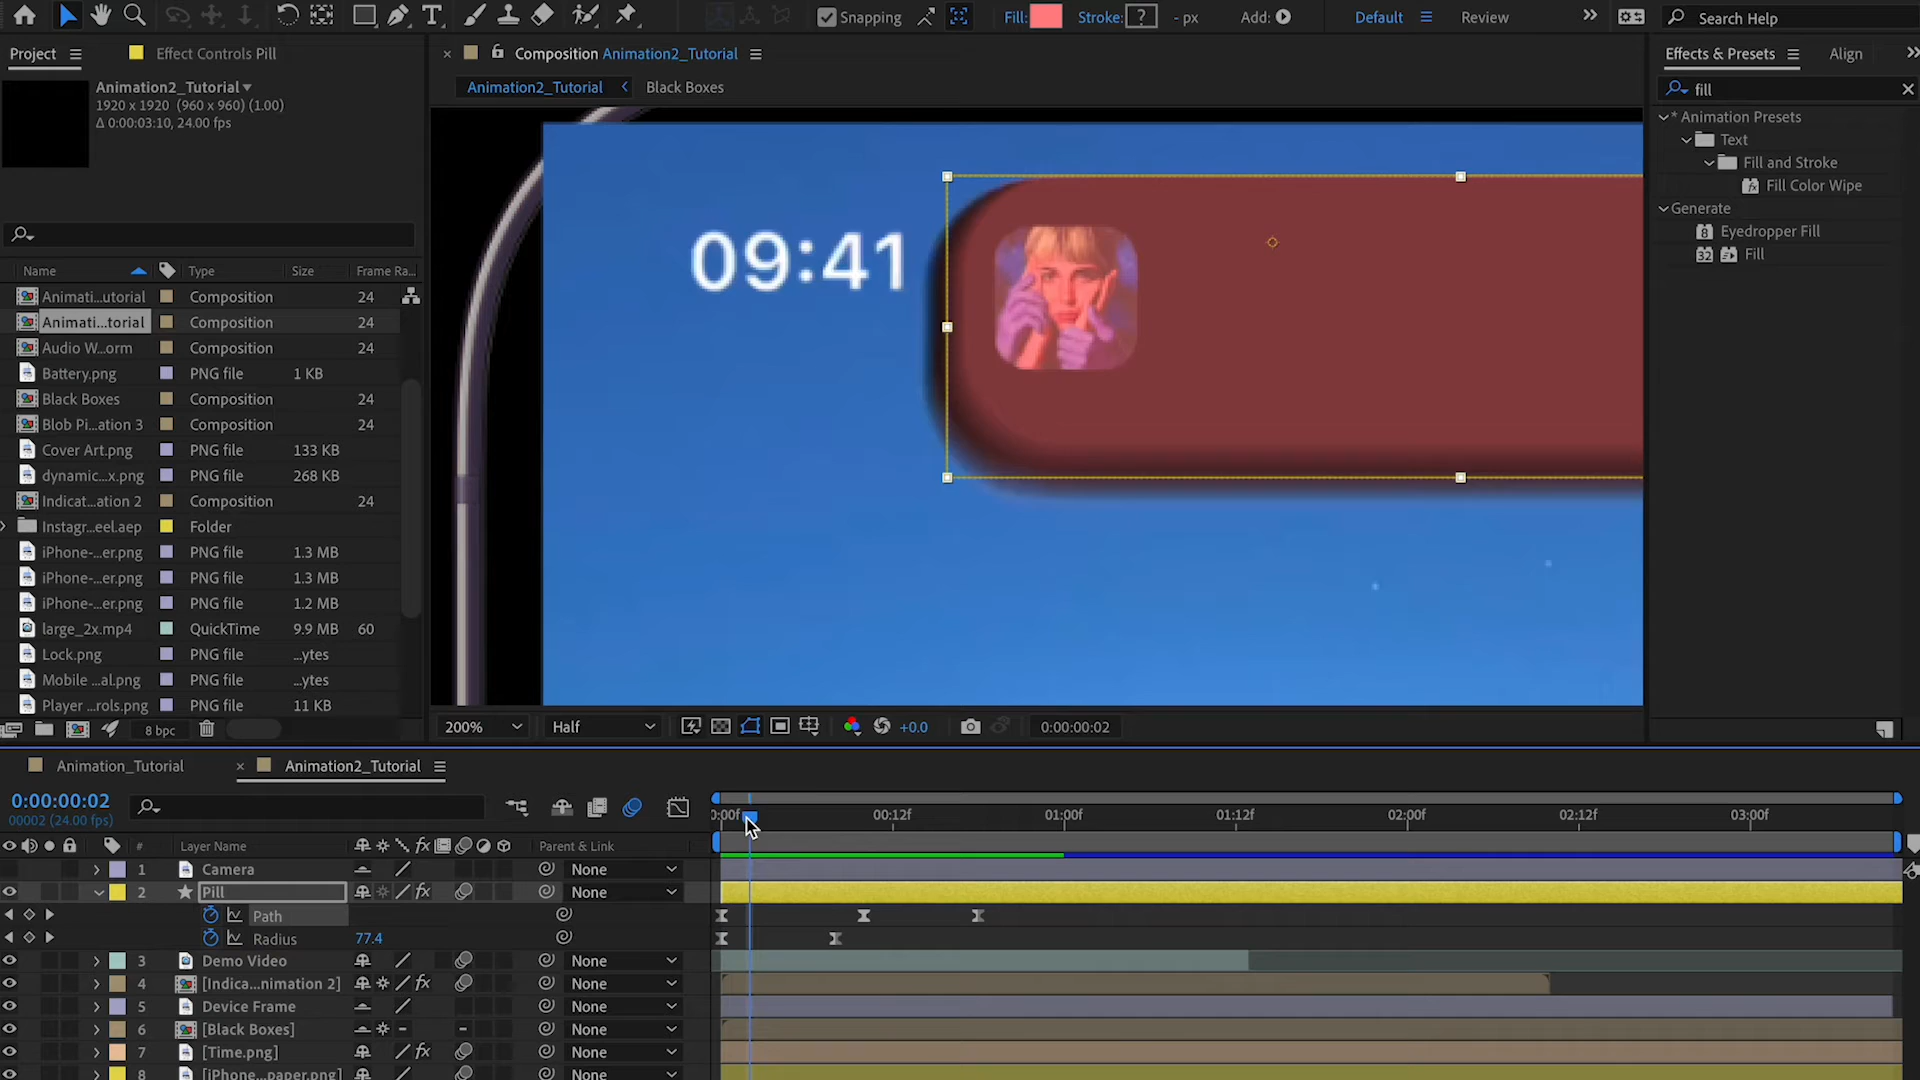 Snapping
Fill:
Stroke: ?
- px
Add:
Default
Review
Search Help
Project
Effect Controls Pill
Animation2_Tutorial
1920 x 1920 (960 x 960) (1.00)
Δ 0:00:03:10, 24.00 fps
Composition Animation2_Tutorial
Animation2_Tutorial
Black Boxes
Effects & Presets
Align
fill
* Animation Presets
Text
Fill and Stroke
Fill Color Wipe
Generate
Eyedropper Fill
32 Fill
Name Type Size Frame Ra...
Animati...utorial Composition 24
Animati...torial Composition 24
Audio W...orm Composition 24
Battery.png PNG file 1 KB
Black Boxes Composition 24
Blob Pi...ation 3 Composition 24
Cover Art.png PNG file 133 KB
dynamic...x.png PNG file 268 KB
Indicat...ation 2 Composition 24
Instagr...eel.aep Folder
iPhone-...er.png PNG file 1.3 MB
iPhone-...er.png PNG file 1.3 MB
iPhone-...er.png PNG file 1.2 MB
large_2x.mp4 QuickTime 9.9 MB 60
Lock.png PNG file ...ytes
Mobile ...al.png PNG file ...ytes
Player ...rols.png PNG file 11 KB
8 bpc
09:41
200%
Half
+0.0
0:00:00:02
Animation_Tutorial
Animation2_Tutorial
0:00:00:02
00002 (24.00 fps)
0:00f 00:12f 01:00f 01:12f 02:00f 02:12f 03:00f
# Layer Name Parent & Link
1 Camera None
2 Pill fx None
Path
Radius 77.4
3 Demo Video None
4 [Indica...nimation 2] fx None
5 Device Frame None
6 [Black Boxes] None
7 [Time.png] fx None
8 [iPhone...paper.png] None